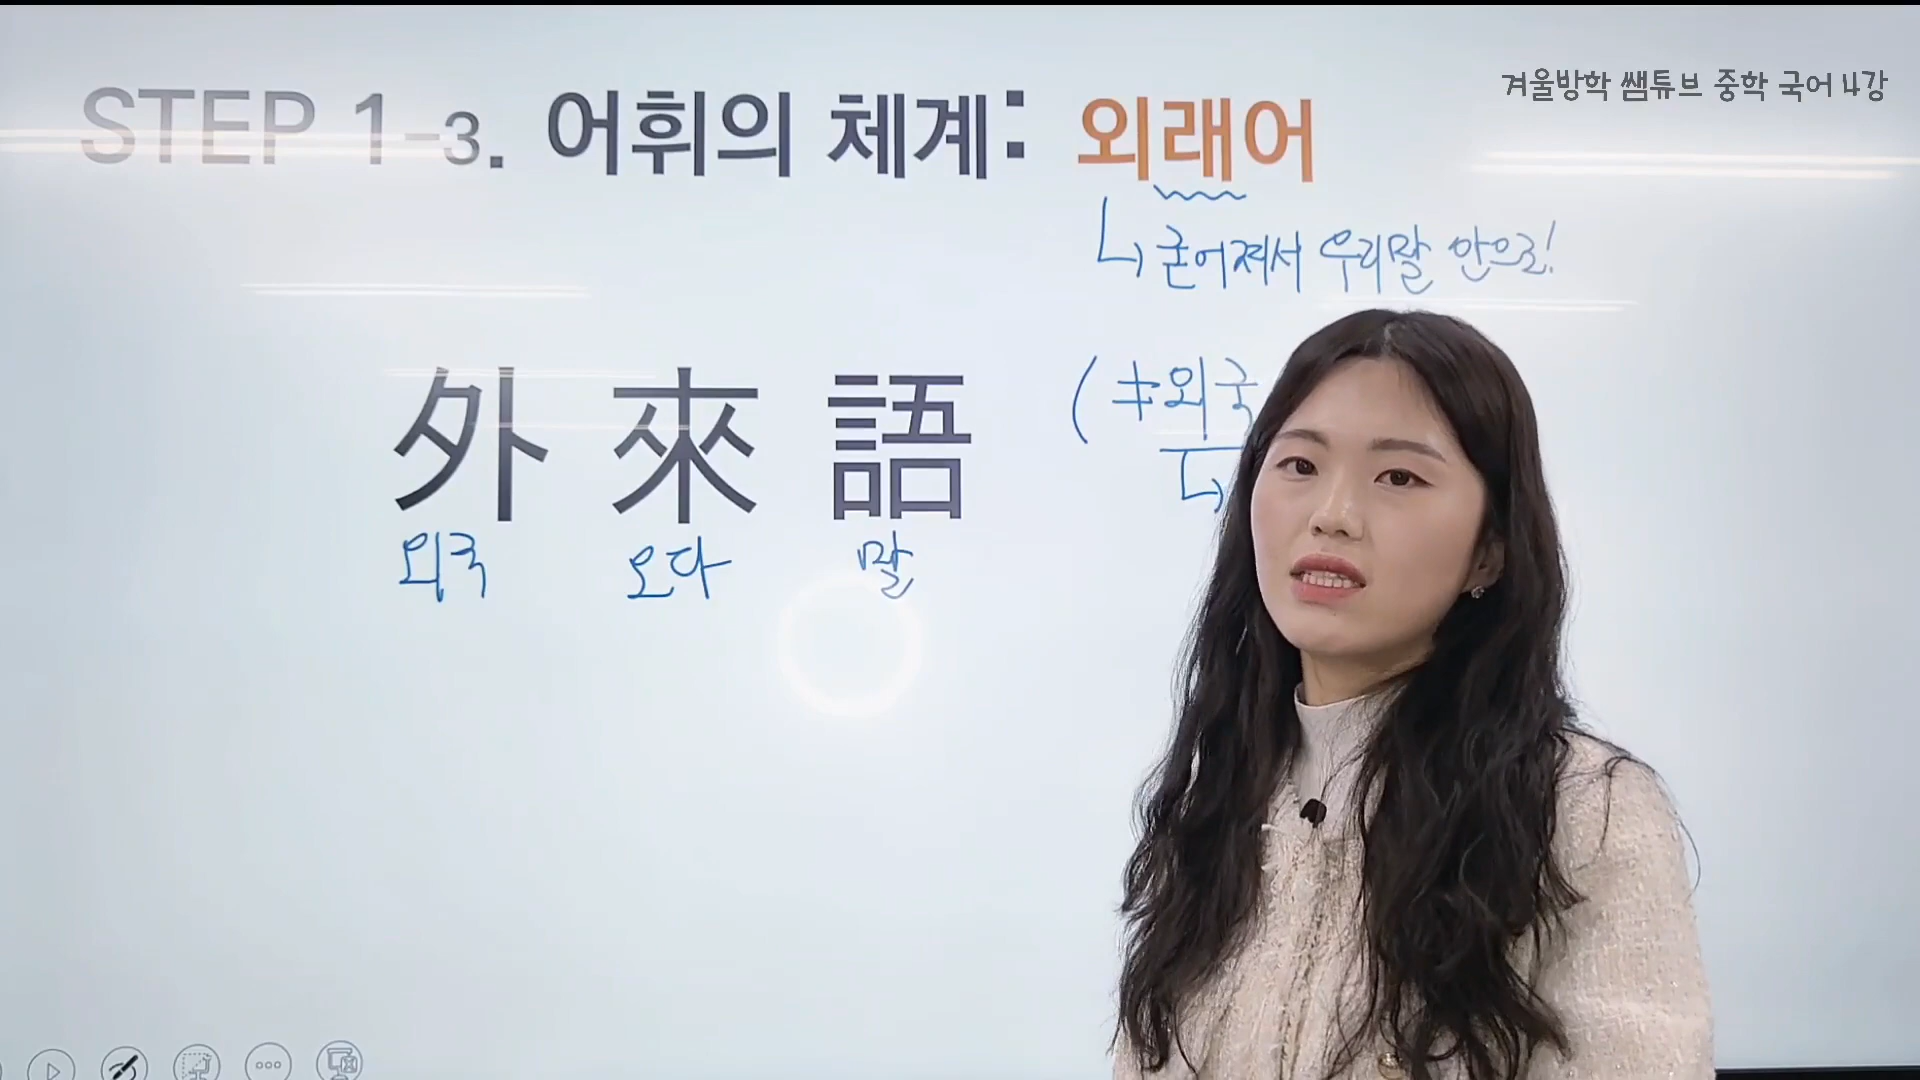 겨울방학 쌤튜브 중학 국어 4강
STEP 1-3. 어휘의 체계: 외래어
↳ 굳어져서 우리말 안으로!
外來語
(≠외국
외국 오다 말